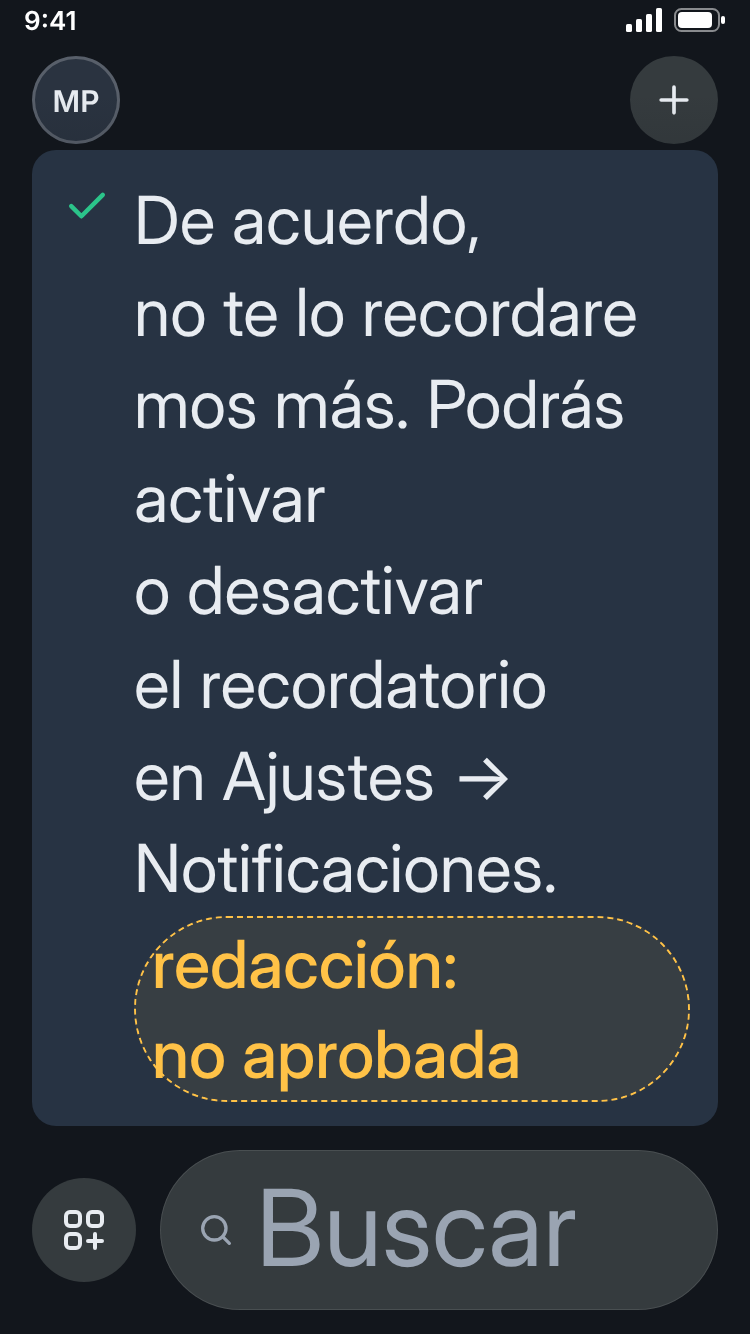 9:41
MP
De acuerdo,
no te lo recordare
mos más. Podrás
activar
o desactivar
el recordatorio
en Ajustes →
Notificaciones.
redacción:
no aprobada
Buscar